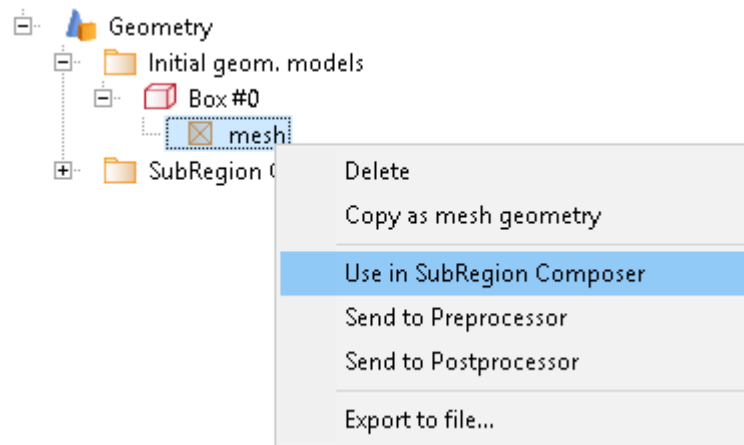 Geometry
Initial geom. models
Box #0
mesh
SubRegion
Delete
Copy as mesh geometry
Use in SubRegion Composer
Send to Preprocessor
Send to Postprocessor
Export to file...